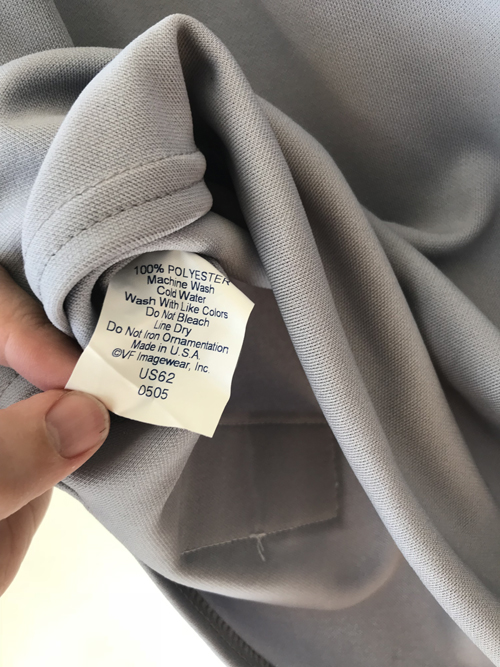 100% POLYESTER
Machine Wash
Cold Water
Wash With Like Colors
Do Not Bleach
Line Dry
Do Not Iron Ornamentation
Made in U.S.A.
©VF Imagewear, Inc.
US62
0505